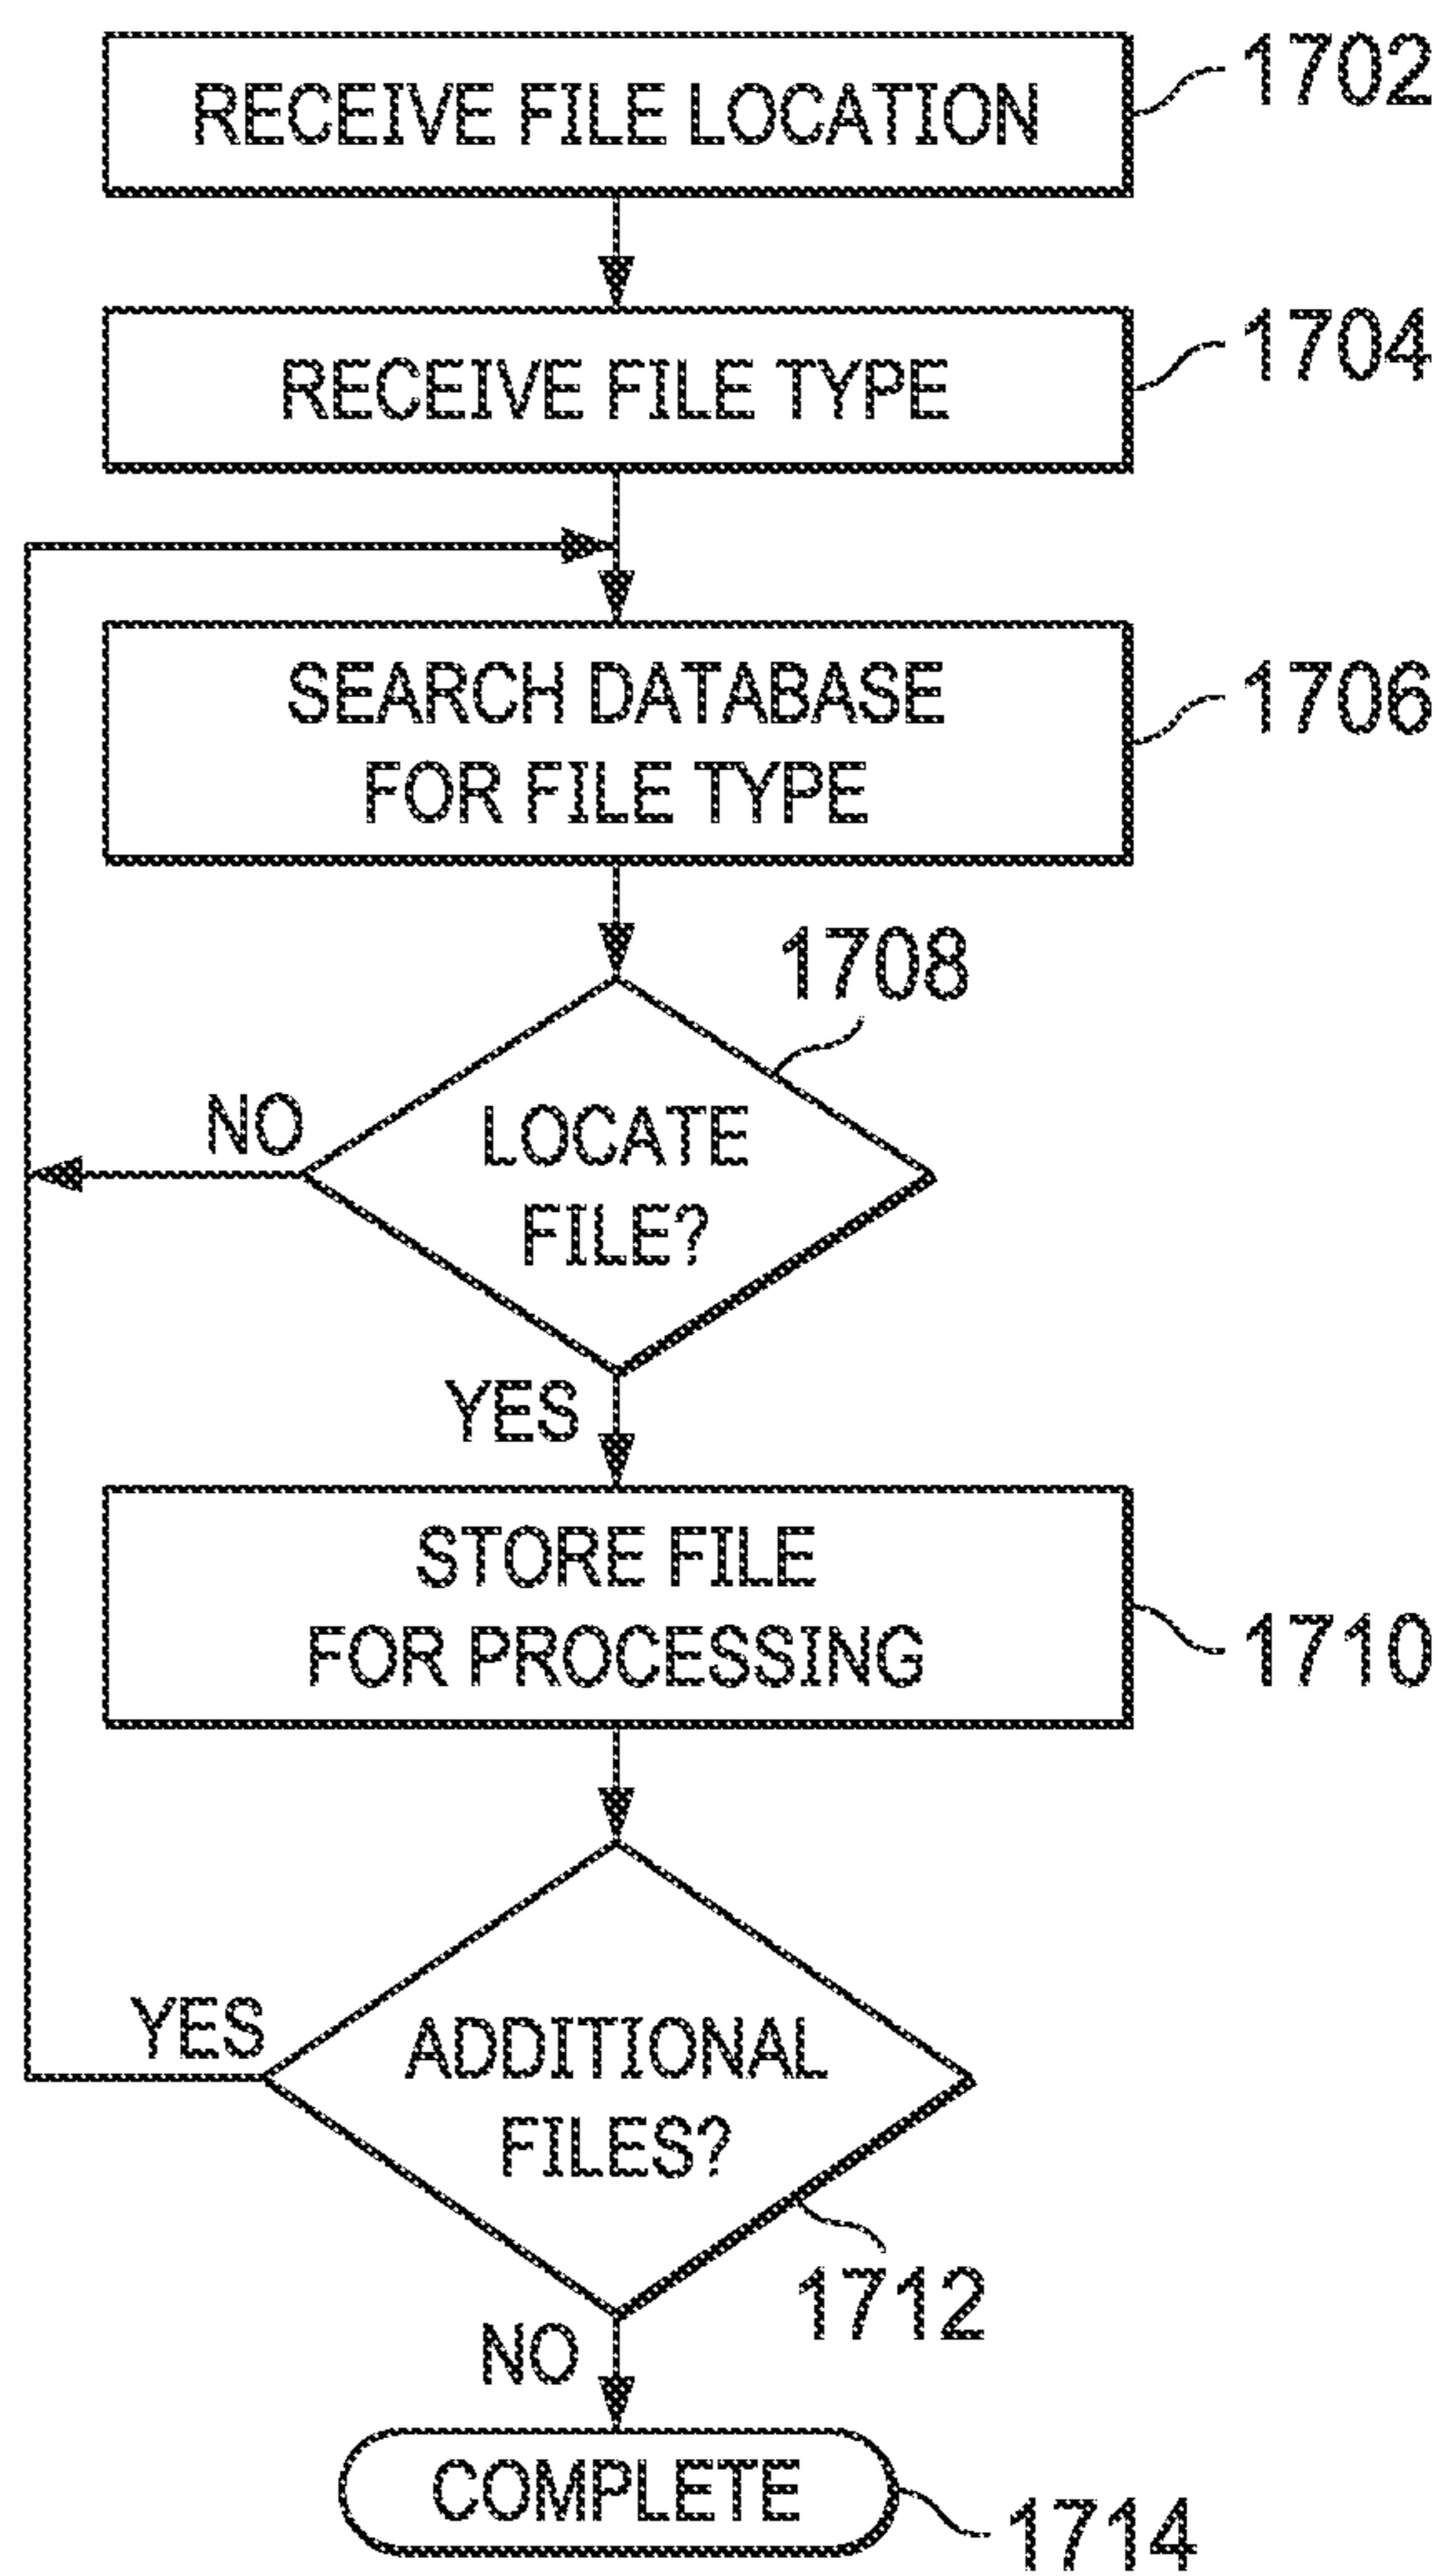 RECEIVE FILE LOCATION
1702
RECEIVE FILE TYPE
1704
SEARCH DATABASE
FOR FILE TYPE
1706
1708
LOCATE
FILE?
NO
YES
STORE FILE
FOR PROCESSING
1710
ADDITIONAL
FILES?
YES
1712
NO
COMPLETE
1714